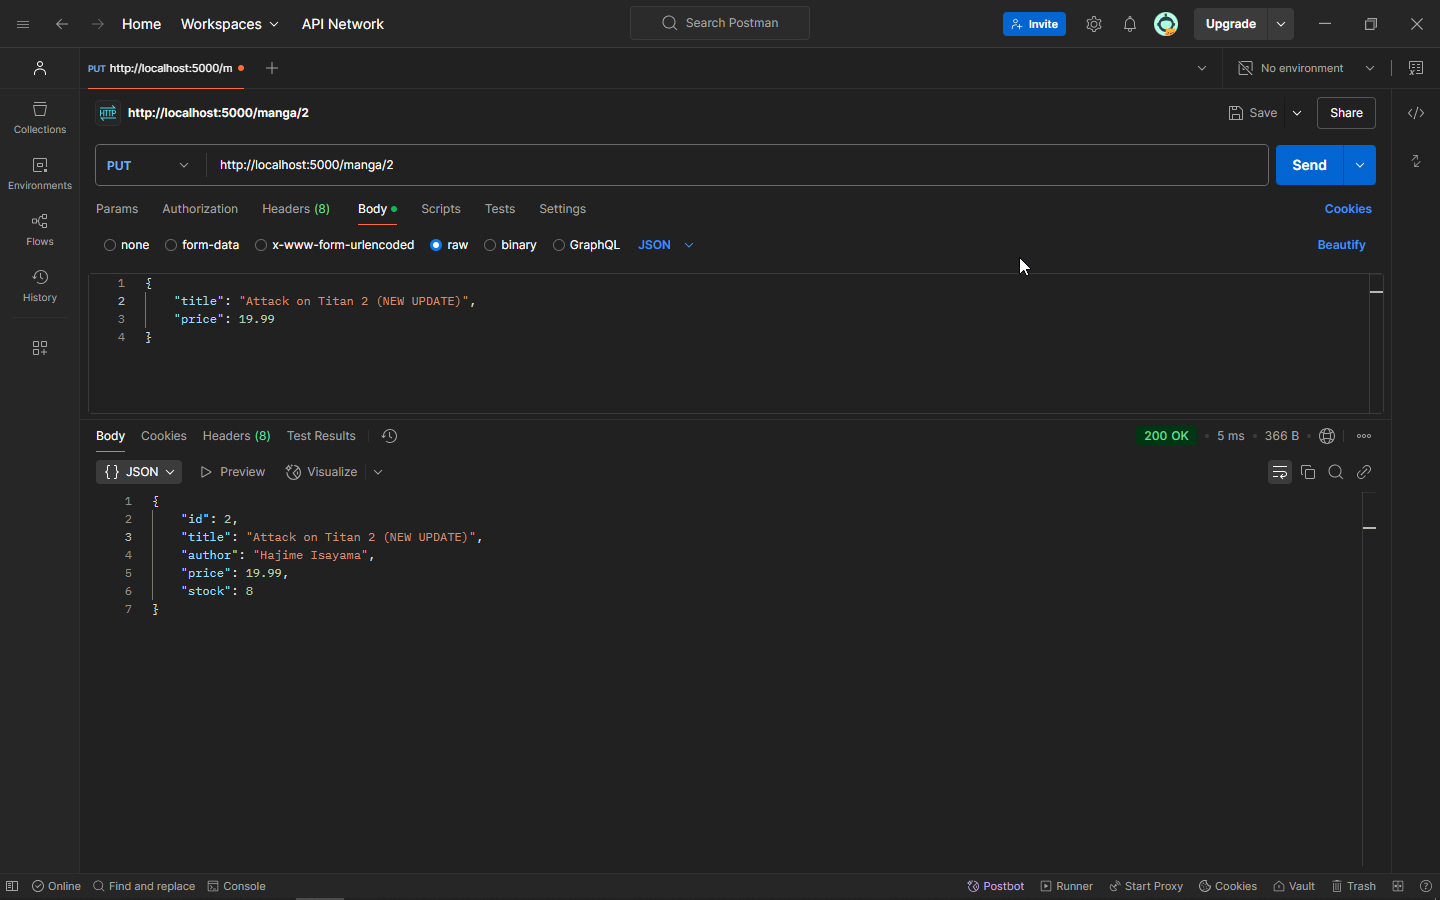 Home Workspaces API Network Search Postman Invite Upgrade
PUT http://localhost:5000/m No environment
HTTP http://localhost:5000/manga/2 Save Share
PUT http://localhost:5000/manga/2 Send
Params Authorization Headers (8) Body Scripts Tests Settings Cookies
none form-data x-www-form-urlencoded raw binary GraphQL JSON Beautify
Collections
Environments
Flows
History
1 {
2 "title": "Attack on Titan 2 (NEW UPDATE)",
3 "price": 19.99
4 }
Body Cookies Headers (8) Test Results 200 OK 5 ms 366 B
{} JSON Preview Visualize
1 {
2 "id": 2,
3 "title": "Attack on Titan 2 (NEW UPDATE)",
4 "author": "Hajime Isayama",
5 "price": 19.99,
6 "stock": 8
7 }
Online Find and replace Console Postbot Runner Start Proxy Cookies Vault Trash